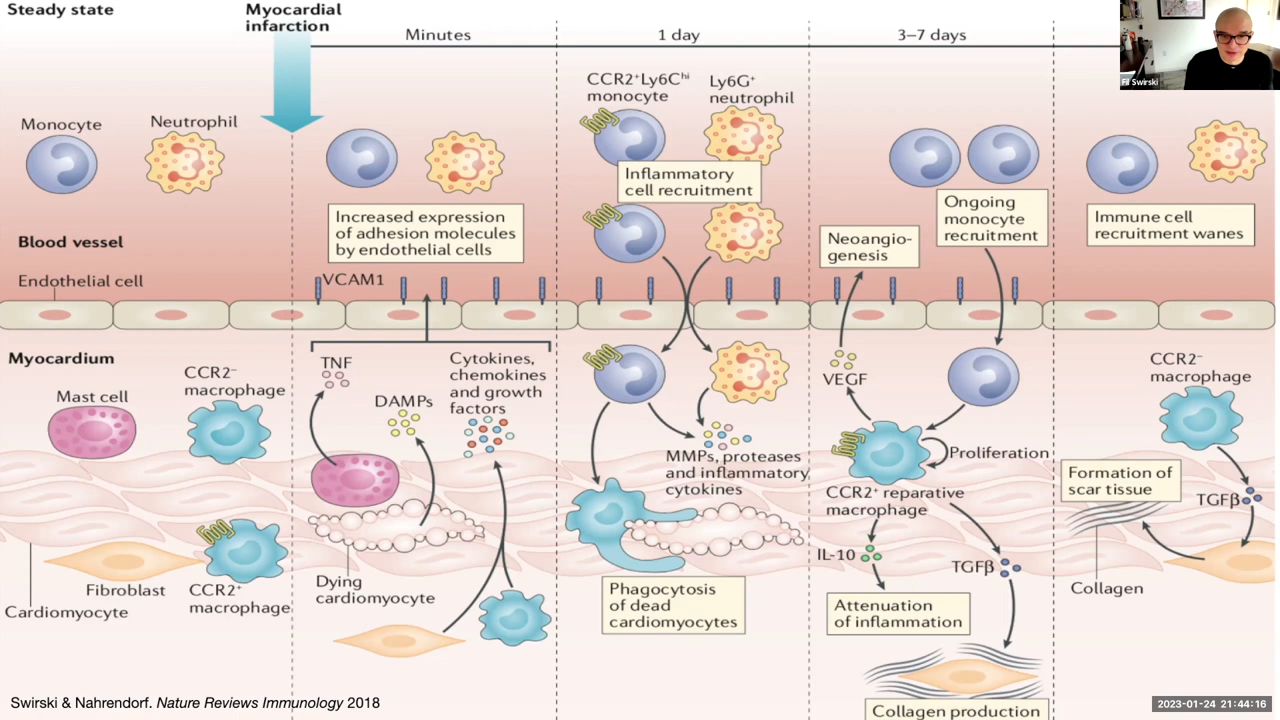 Steady state
Myocardial
infarction
Minutes
1 day
3–7 days
Fil Swirski
Monocyte
Neutrophil
CCR2⁺Ly6Cʰⁱ
monocyte
Ly6G⁺
neutrophil
Inflammatory
cell recruitment
Increased expression
of adhesion molecules
by endothelial cells
Ongoing
monocyte
recruitment
Neoangio-
genesis
Immune cell
recruitment wanes
Blood vessel
Endothelial cell
VCAM1
Myocardium
Mast cell
CCR2⁻
macrophage
TNF
DAMPs
Cytokines,
chemokines
and growth
factors
MMPs, proteases
and inflammatory
cytokines
VEGF
Proliferation
CCR2⁺ reparative
macrophage
CCR2⁻
macrophage
Formation of
scar tissue
TGFβ
IL-10
TGFβ
Collagen
Fibroblast
Cardiomyocyte
CCR2⁺
macrophage
Dying
cardiomyocyte
Phagocytosis
of dead
cardiomyocytes
Attenuation
of inflammation
Collagen production
Swirski & Nahrendorf. Nature Reviews Immunology 2018
2023-01-24 21:44:16